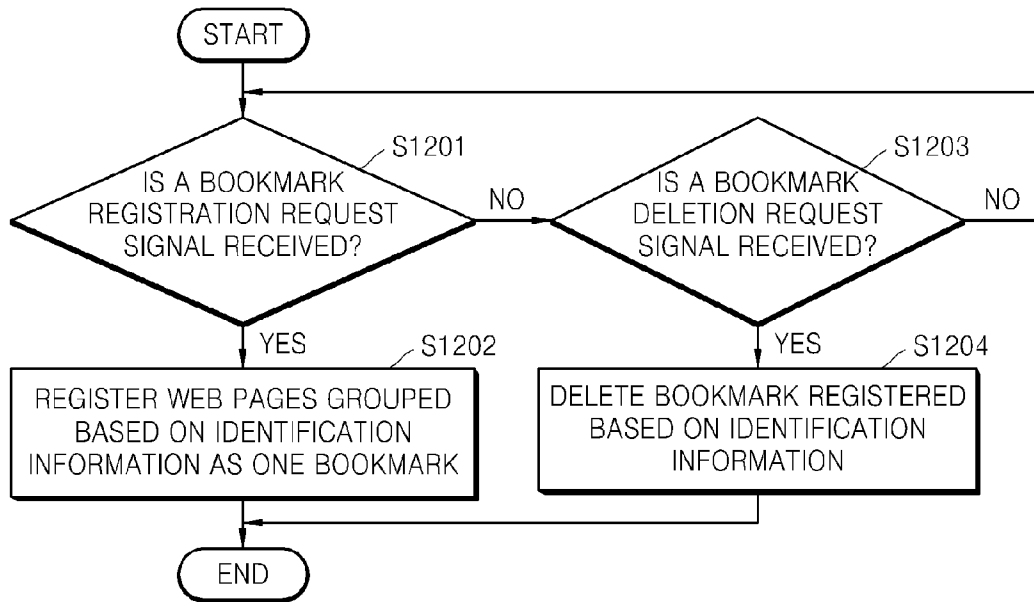 START
S1201
IS A BOOKMARK
REGISTRATION REQUEST
SIGNAL RECEIVED?
NO
S1203
IS A BOOKMARK
DELETION REQUEST
SIGNAL RECEIVED?
NO
YES
S1202
REGISTER WEB PAGES GROUPED
BASED ON IDENTIFICATION
INFORMATION AS ONE BOOKMARK
YES
S1204
DELETE BOOKMARK REGISTERED
BASED ON IDENTIFICATION
INFORMATION
END